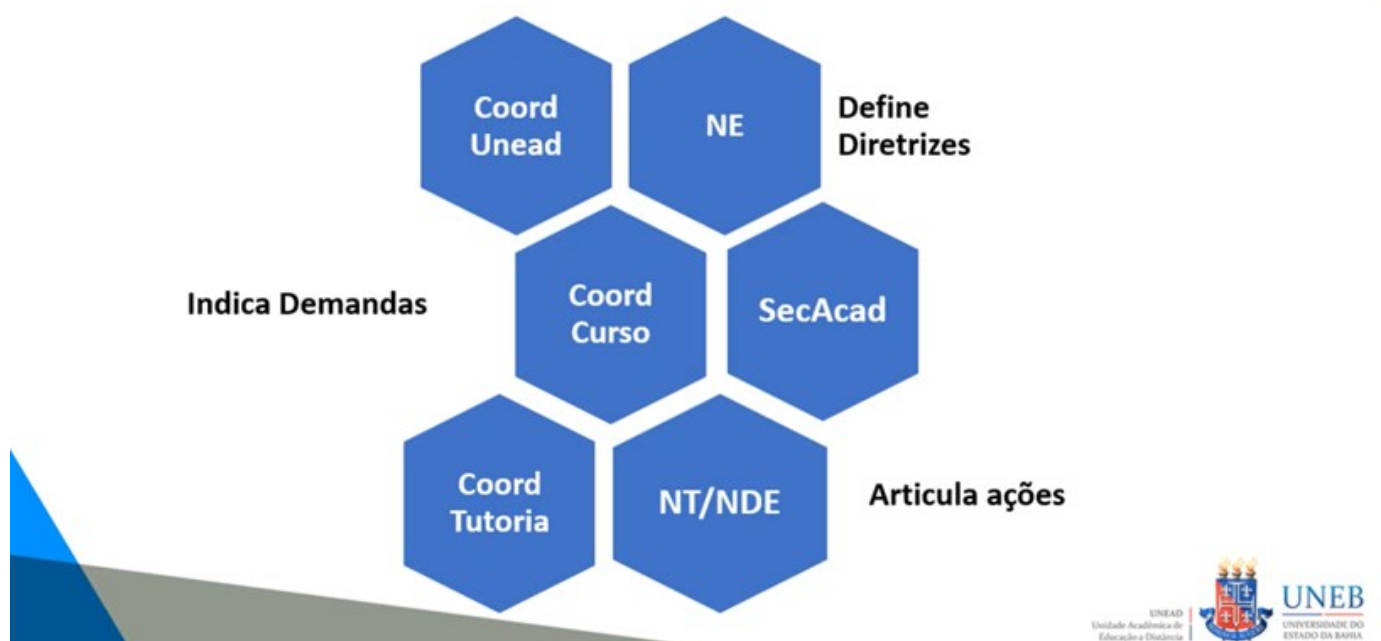 Coord
Unead
NE
Define
Diretrizes
Indica Demandas
Coord
Curso
SecAcad
Coord
Tutoria
NT/NDE
Articula ações
UNEAD
Unidade Acadêmica de
Educação a Distância
UNEB
UNIVERSIDADE DO
ESTADO DA BAHIA